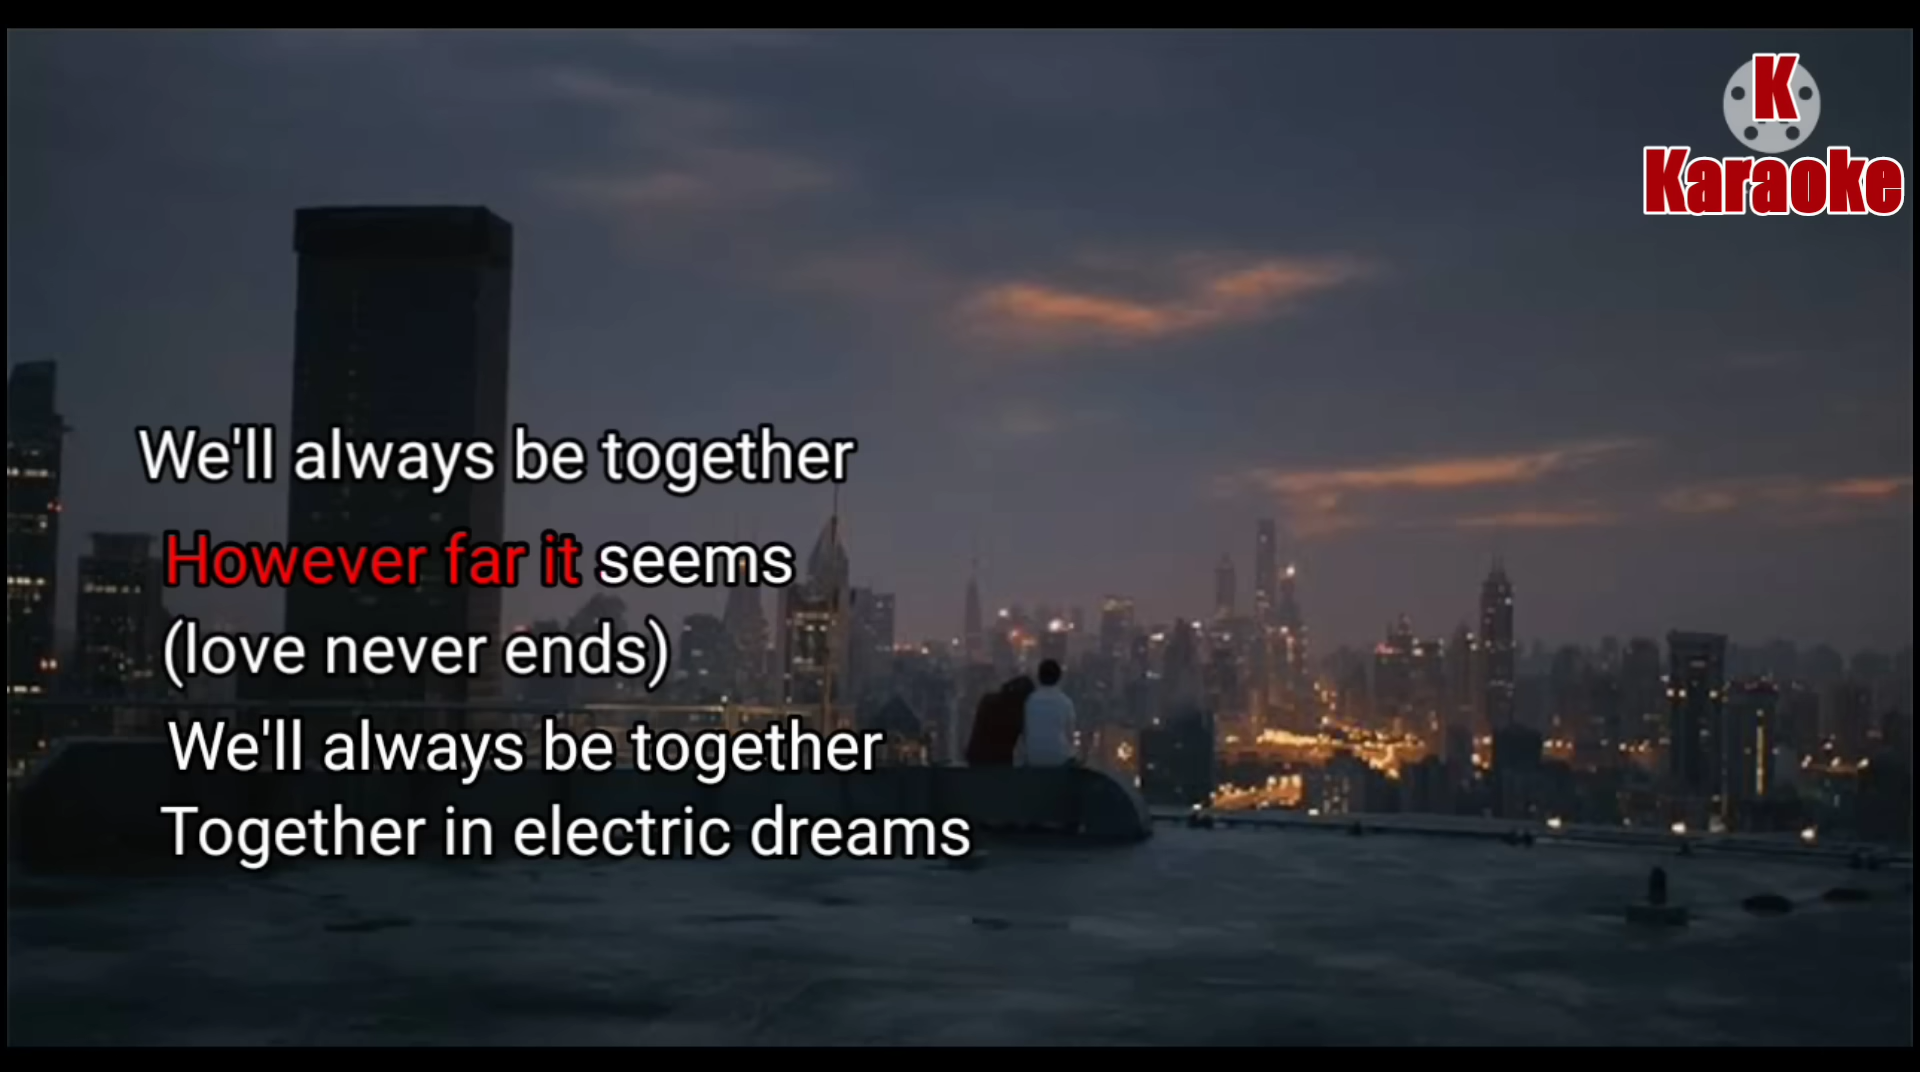 K
Karaoke
We'll always be together
However far it seems
(love never ends)
We'll always be together
Together in electric dreams